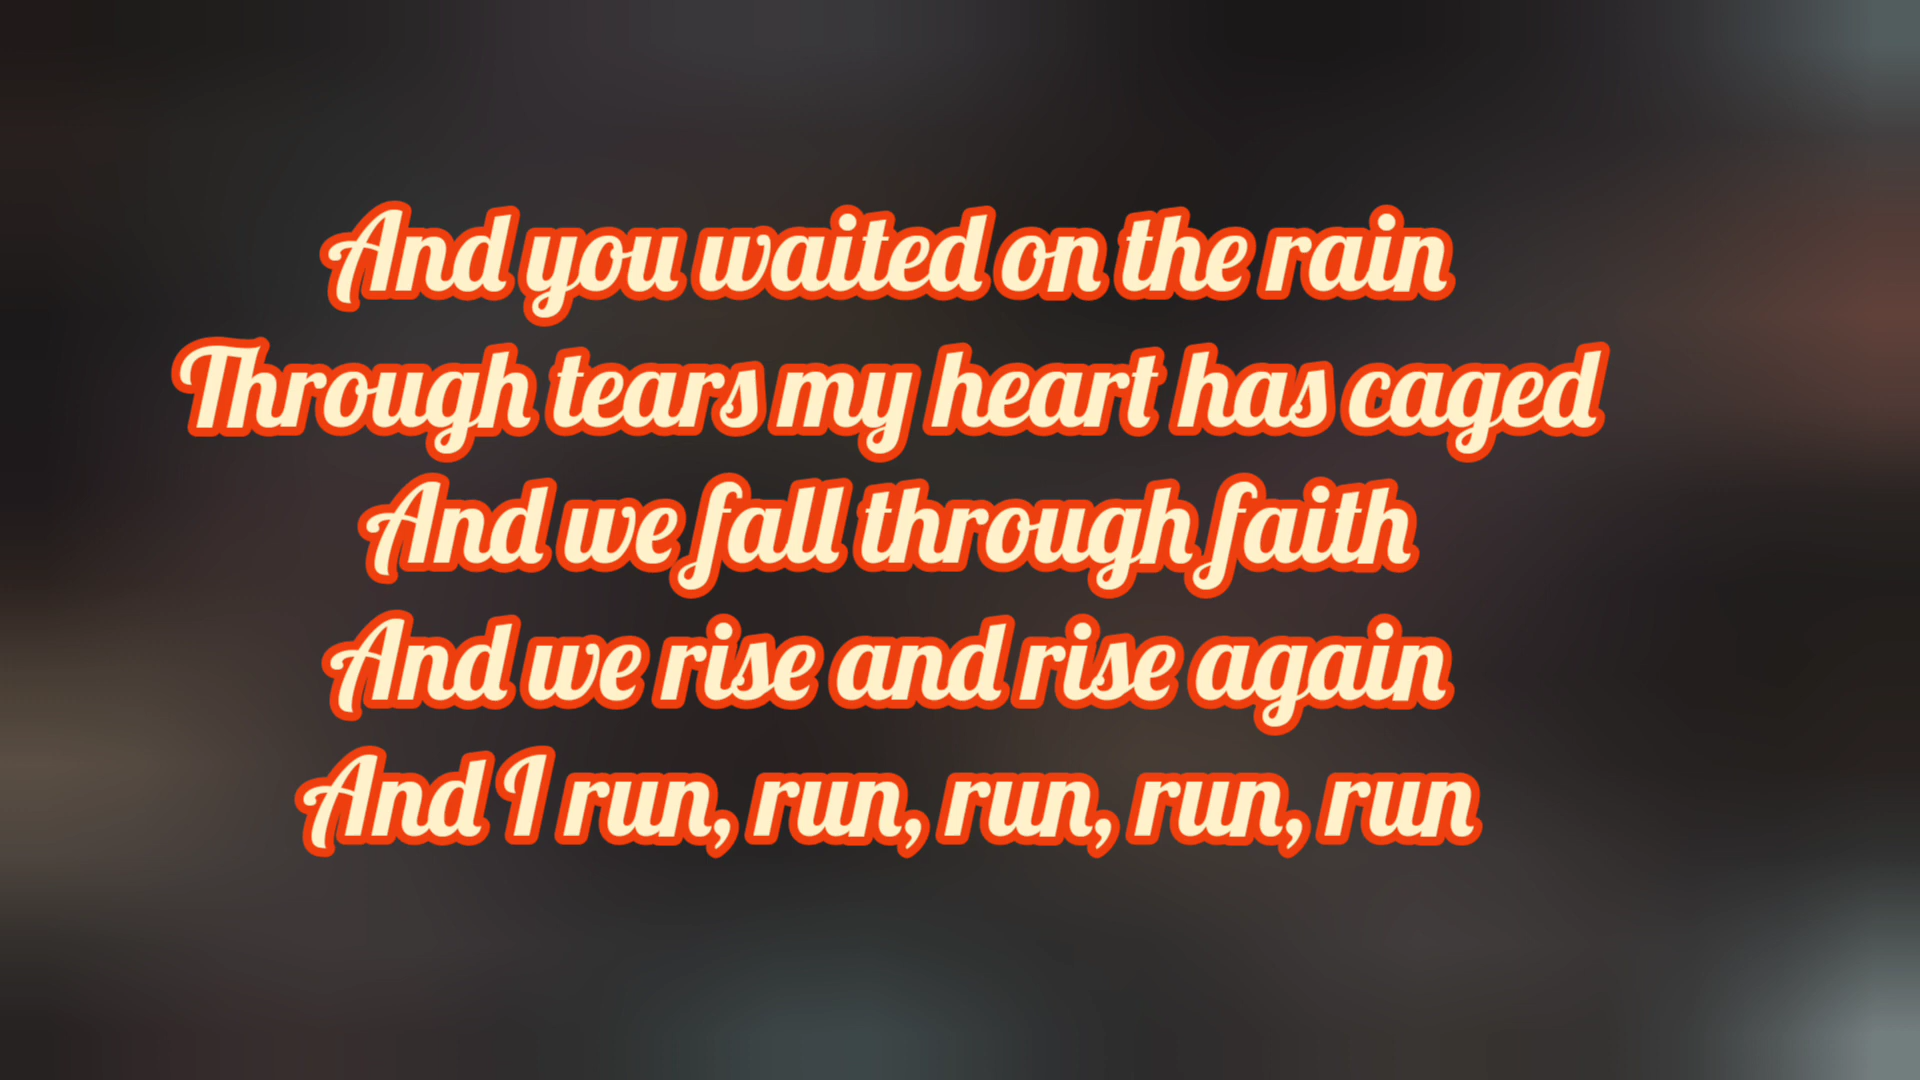 And you waited on the rain
Through tears my heart has caged
And we fall through faith
And we rise and rise again
And I run, run, run, run, run